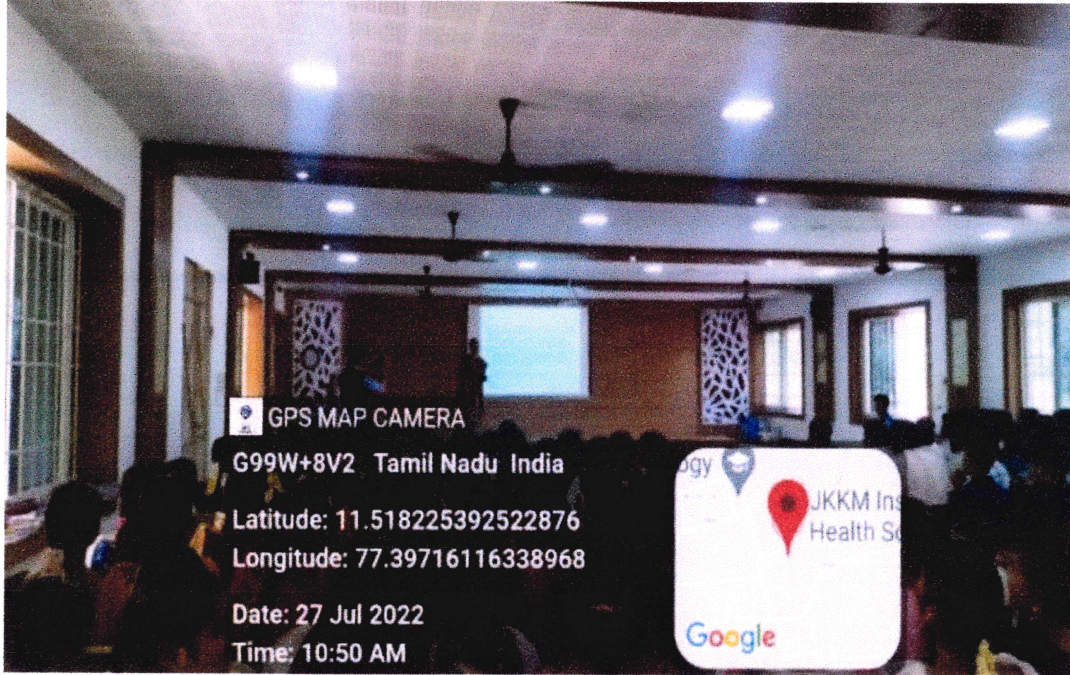 GPS MAP CAMERA
G99W+8V2 Tamil Nadu India
Latitude: 11.518225392522876
Longitude: 77.39716116338968
Date: 27 Jul 2022
Time: 10:50 AM
ogy
JKKM Ins
Health Sc
Google